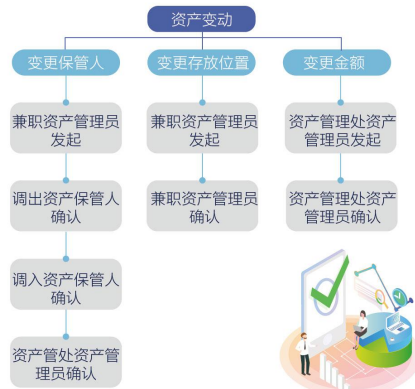 资产变动
变更保管人
变更存放位置
变更金额
兼职资产管理员
发起
兼职资产管理员
发起
资产管理处资产
管理员发起
调出资产保管人
确认
兼职资产管理员
确认
资产管理处资产
管理员确认
调入资产保管人
确认
资产管处资产管
理员确认